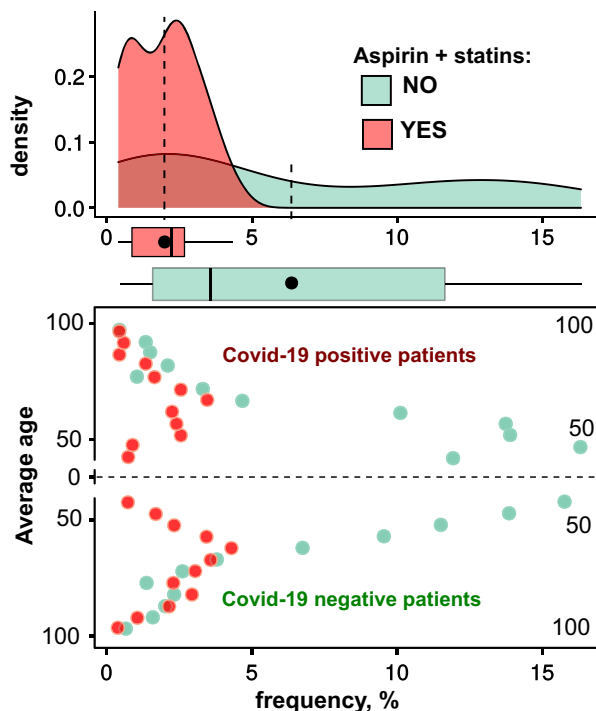 Aspirin + statins:
NO
YES
density
0.2
0.1
0.0
0
5
10
15
100
100
Covid-19 positive patients
50
50
0
Average age
50
50
Covid-19 negative patients
100
100
0
5
10
15
frequency, %